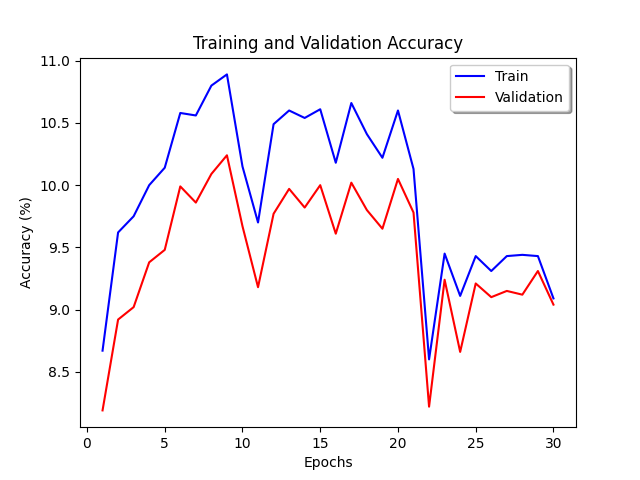 Training and Validation Accuracy
Train
Validation
Accuracy (%)
11.0
10.5
10.0
9.5
9.0
8.5
0 5 10 15 20 25 30
Epochs